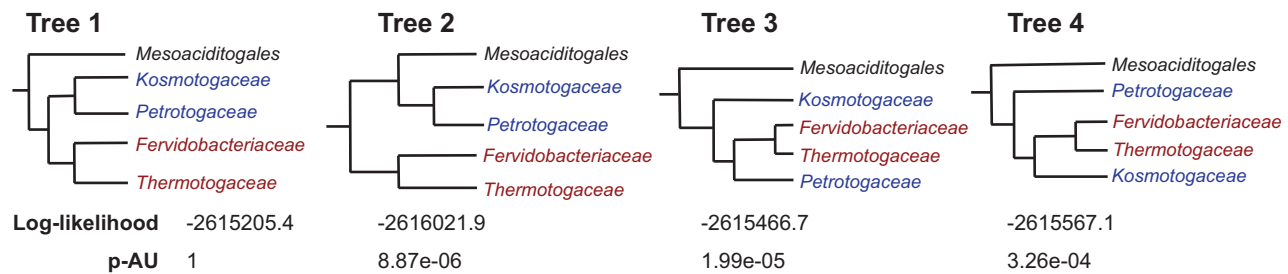 Tree 1 Tree 2 Tree 3 Tree 4
Mesoaciditogales
Kosmotogaceae
Petrotogaceae
Fervidobacteriaceae
Thermotogaceae
Mesoaciditogales
Kosmotogaceae
Petrotogaceae
Fervidobacteriaceae
Thermotogaceae
Mesoaciditogales
Kosmotogaceae
Fervidobacteriaceae
Thermotogaceae
Petrotogaceae
Mesoaciditogales
Petrotogaceae
Fervidobacteriaceae
Thermotogaceae
Kosmotogaceae
Log-likelihood -2615205.4 -2616021.9 -2615466.7 -2615567.1
p-AU 1 8.87e-06 1.99e-05 3.26e-04